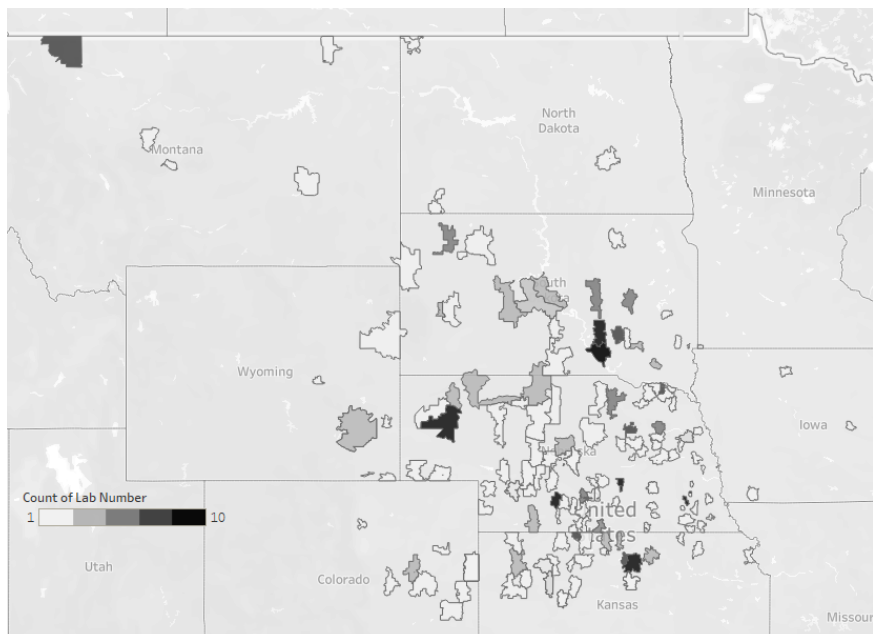 North
Dakota
Montana
Minnesota
Wyoming
Iowa
Count of Lab Number
1 10
United
States
Utah
Colorado
Kansas
Missour